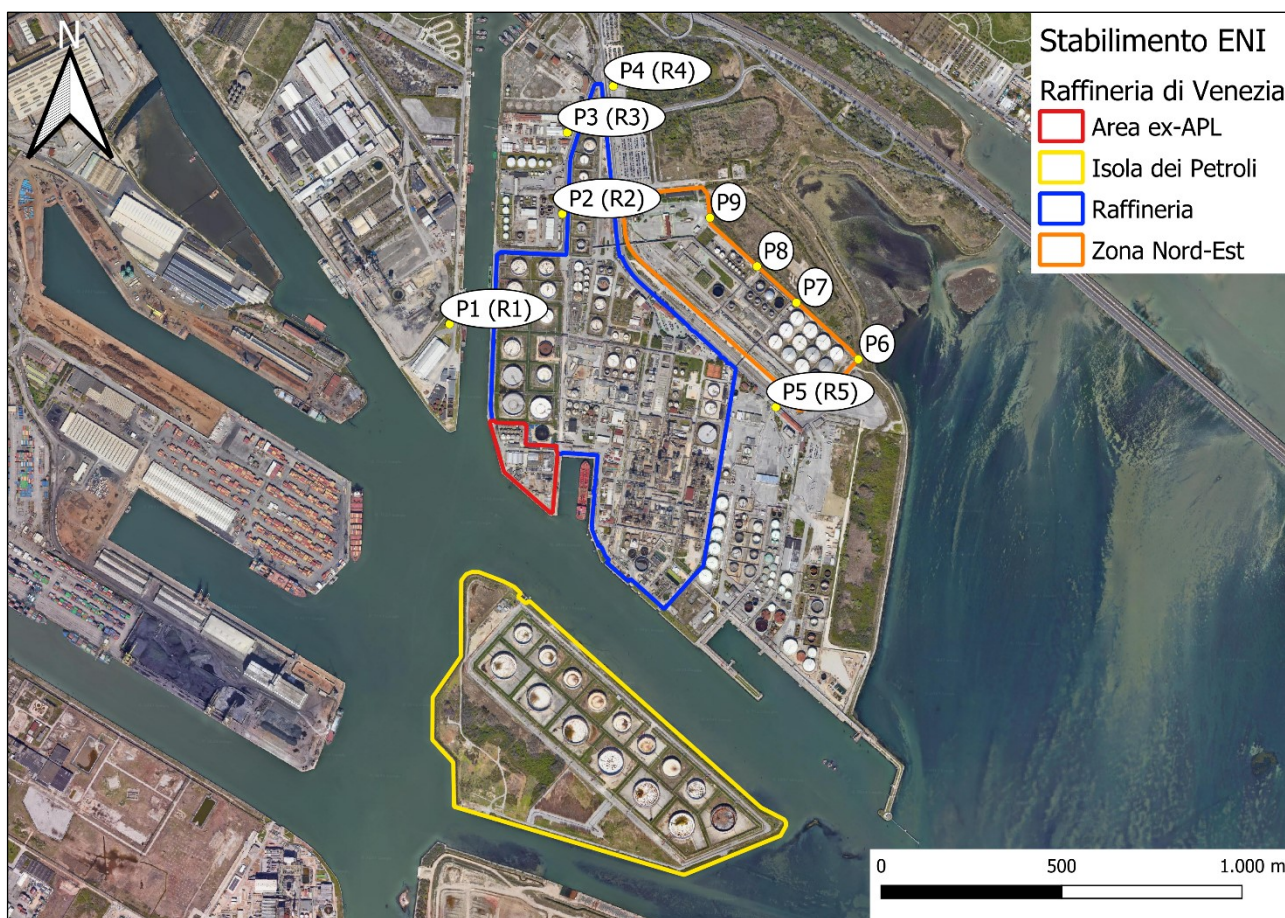 N
P4 (R4)
P3 (R3)
P2 (R2)
P9
P8
P7
P1 (R1)
P6
P5 (R5)
Stabilimento ENI
Raffineria di Venezia
Area ex-APL
Isola dei Petroli
Raffineria
Zona Nord-Est
0 500 1.000 m